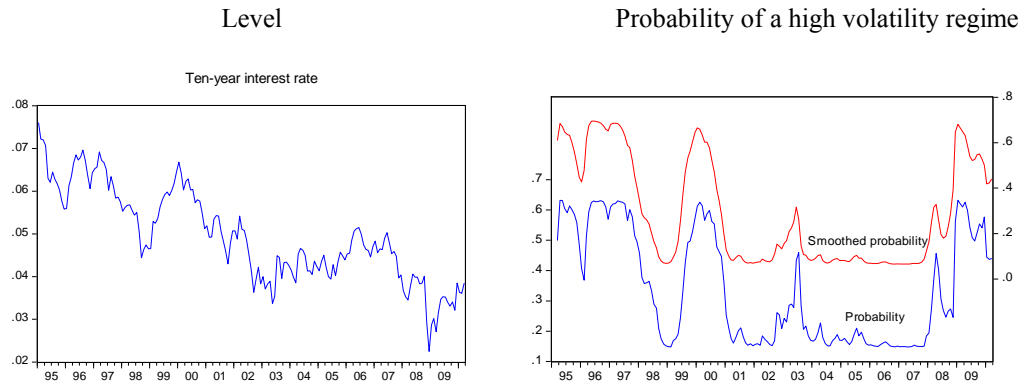 Level
Probability of a high volatility regime
Ten-year interest rate
.08
.07
.06
.05
.04
.03
.02
95 96 97 98 99 00 01 02 03 04 05 06 07 08 09
.8
.6
.4
.2
.0
.7
.6
.5
.4
.3
.2
.1
Smoothed probability
Probability
95 96 97 98 99 00 01 02 03 04 05 06 07 08 09